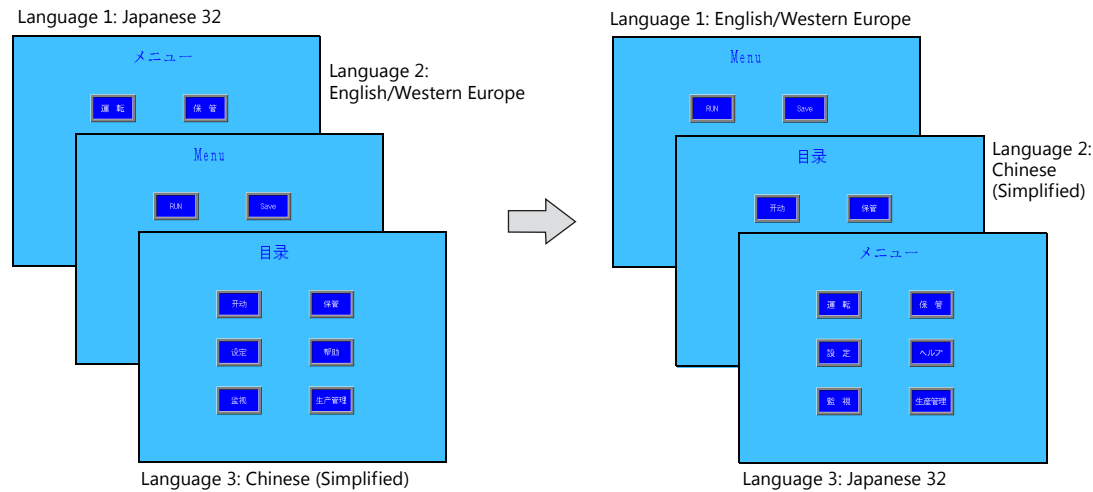 Language 1: Japanese 32
メニュー
運 転
保 管
Language 2:
English/Western Europe
Menu
RUN
Save
目录
开动
保管
设定
帮助
监视
生产管理
Language 3: Chinese (Simplified)
Language 1: English/Western Europe
Menu
RUN
Save
Language 2:
Chinese
(Simplified)
目录
开动
保管
メニュー
運 転
保 管
設 定
ヘルプ
監 視
生産管理
Language 3: Japanese 32